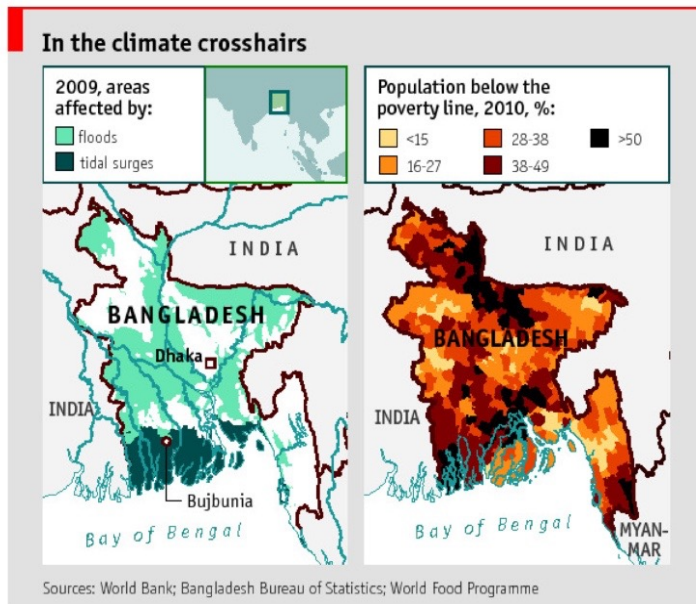 In the climate crosshairs
2009, areas
affected by:
floods
tidal surges
INDIA
BANGLADESH
Dhaka
INDIA
Bujbunia
Bay of Bengal
Population below the
poverty line, 2010, %:
<15
28-38
>50
16-27
38-49
INDIA
BANGLADESH
INDIA
Bay of Bengal
MYAN-
MAR
Sources: World Bank; Bangladesh Bureau of Statistics; World Food Programme